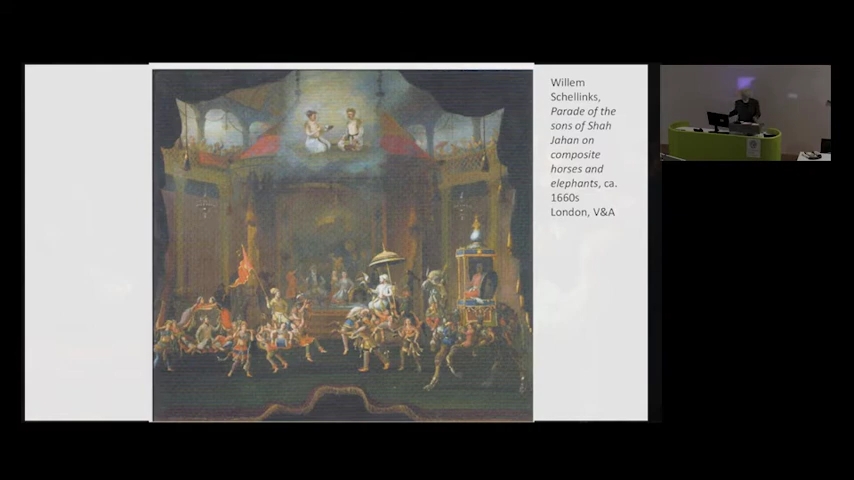 Willem
Schellinks,
Parade of the
sons of Shah
Jahan on
composite
horses and
elephants, ca.
1660s
London, V&A